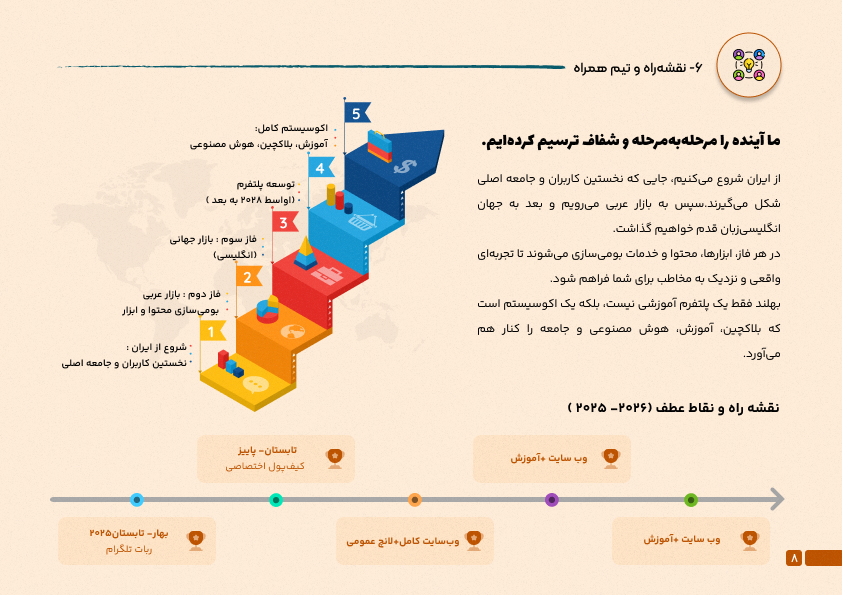 ۶- نقشه‌راه و تیم همراه
ما آینده را مرحله‌به‌مرحله و شفاف ترسیم کرده‌ایم.
از ایران شروع می‌کنیم، جایی که نخستین کاربران و جامعه اصلی
شکل می‌گیرند.سپس به بازار عربی می‌رویم و بعد به جهان
انگلیسی‌زبان قدم خواهیم گذاشت.
در هر فاز، ابزارها، محتوا و خدمات بومی‌سازی می‌شوند تا تجربه‌ای
واقعی و نزدیک به مخاطب برای شما فراهم شود.
بهلند فقط یک پلتفرم آموزشی نیست، بلکه یک اکوسیستم است
که بلاکچین، آموزش، هوش مصنوعی و جامعه را کنار هم
می‌آورد.
5
اکوسیستم کامل:
آموزش، بلاکچین، هوش مصنوعی
4
توسعه پلتفرم
(اواسط ۲۰۲۸ به بعد )
3
فاز سوم : بازار جهانی
(انگلیسی)
2
فاز دوم : بازار عربی
بومی‌سازی محتوا و ابزار
1
شروع از ایران :
نخستین کاربران و جامعه اصلی
نقشه راه و نقاط عطف (۲۰۲۶- ۲۰۲۵ )
تابستان- پاییز
کیف‌پول اختصاصی
وب سایت +آموزش
بهار- تابستان۲۰۲۵
ربات تلگرام
وب‌سایت کامل+لانچ عمومی
وب سایت +آموزش
۸